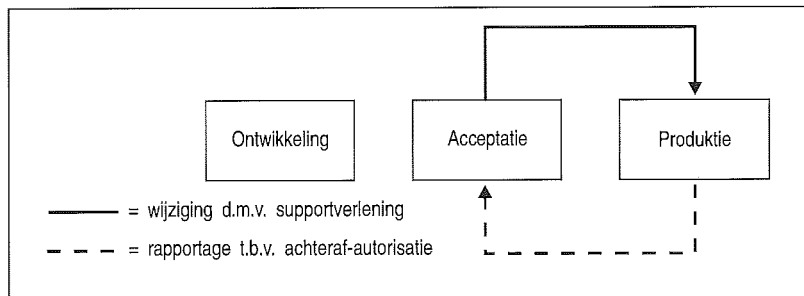 Ontwikkeling
Acceptatie
Produktie
= wijziging d.m.v. supportverlening
= rapportage t.b.v. achteraf-autorisatie